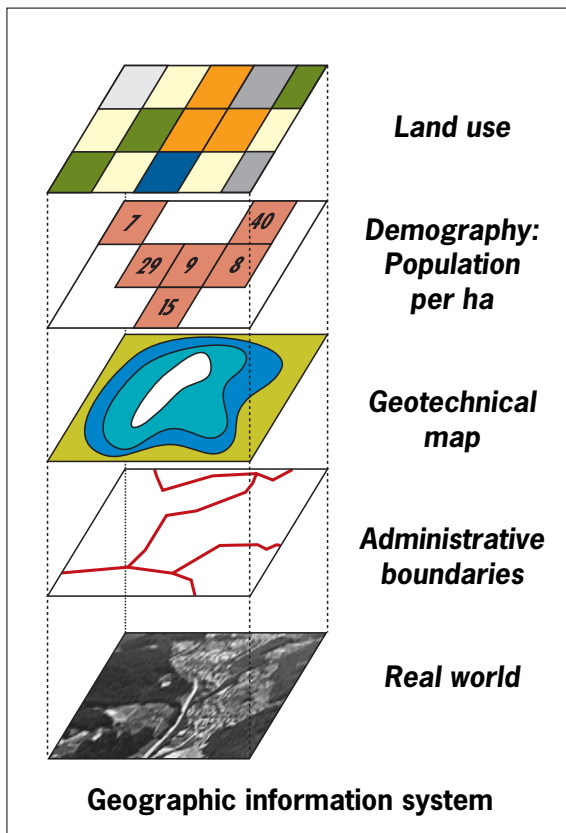 Land use
7
40
Demography:
Population
per ha
29 9 8
15
Geotechnical
map
Administrative
boundaries
Real world
Geographic information system